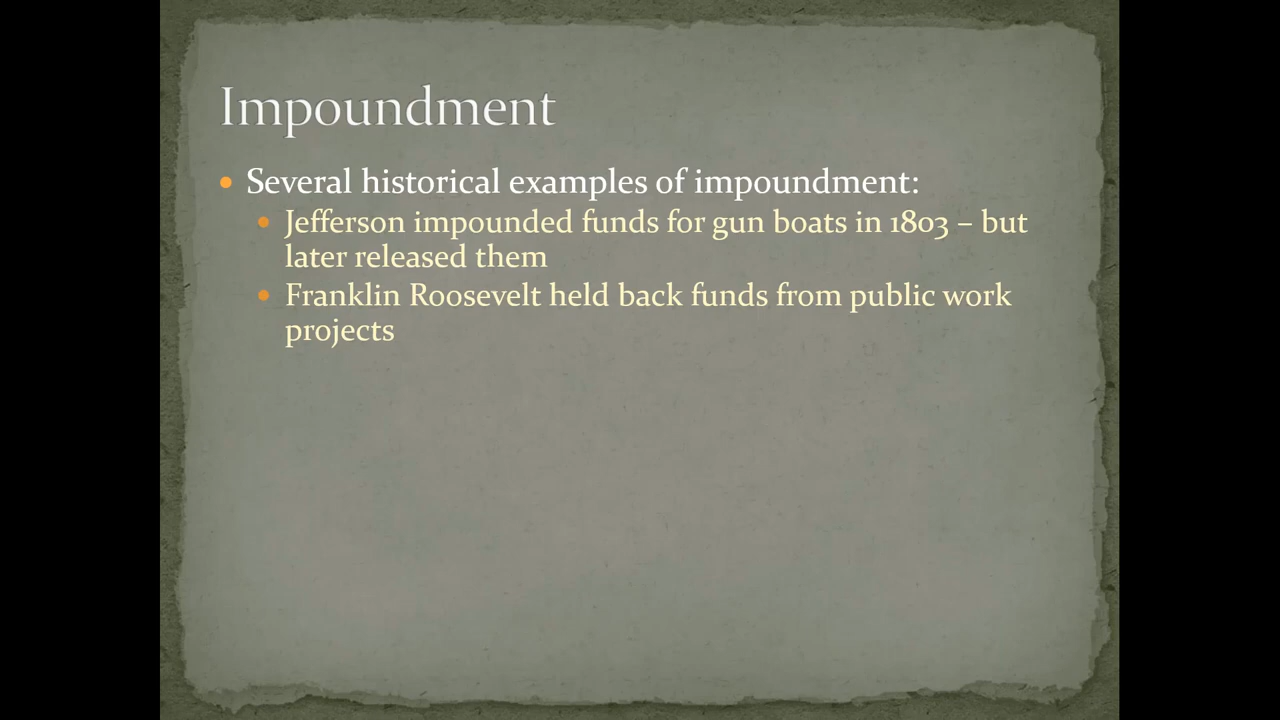 Impoundment
• Several historical examples of impoundment:
• Jefferson impounded funds for gun boats in 1803 – but
later released them
• Franklin Roosevelt held back funds from public work
projects